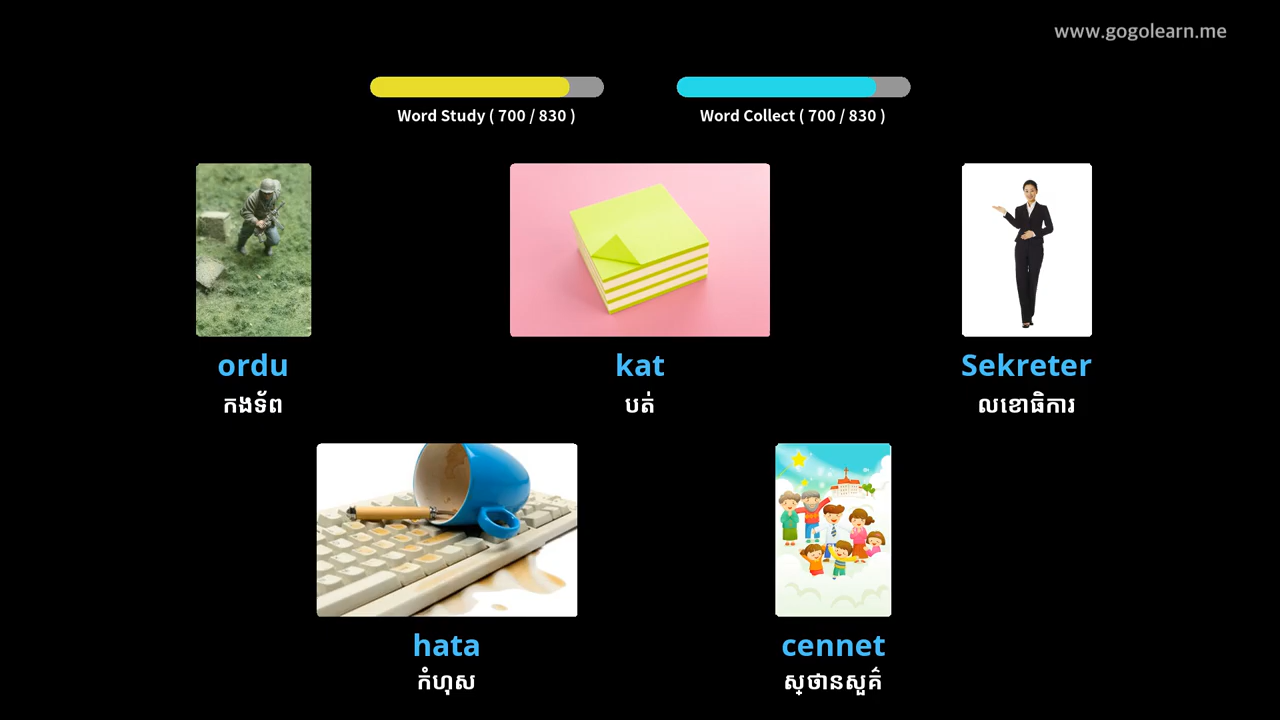 www.gogolearn.me
Word Study ( 700 / 830 )
Word Collect ( 700 / 830 )
ordu
កងទ័ព
kat
បត់
Sekreter
លេខាធិការ
hata
កំហុស
cennet
ស្ថានសួគ៌